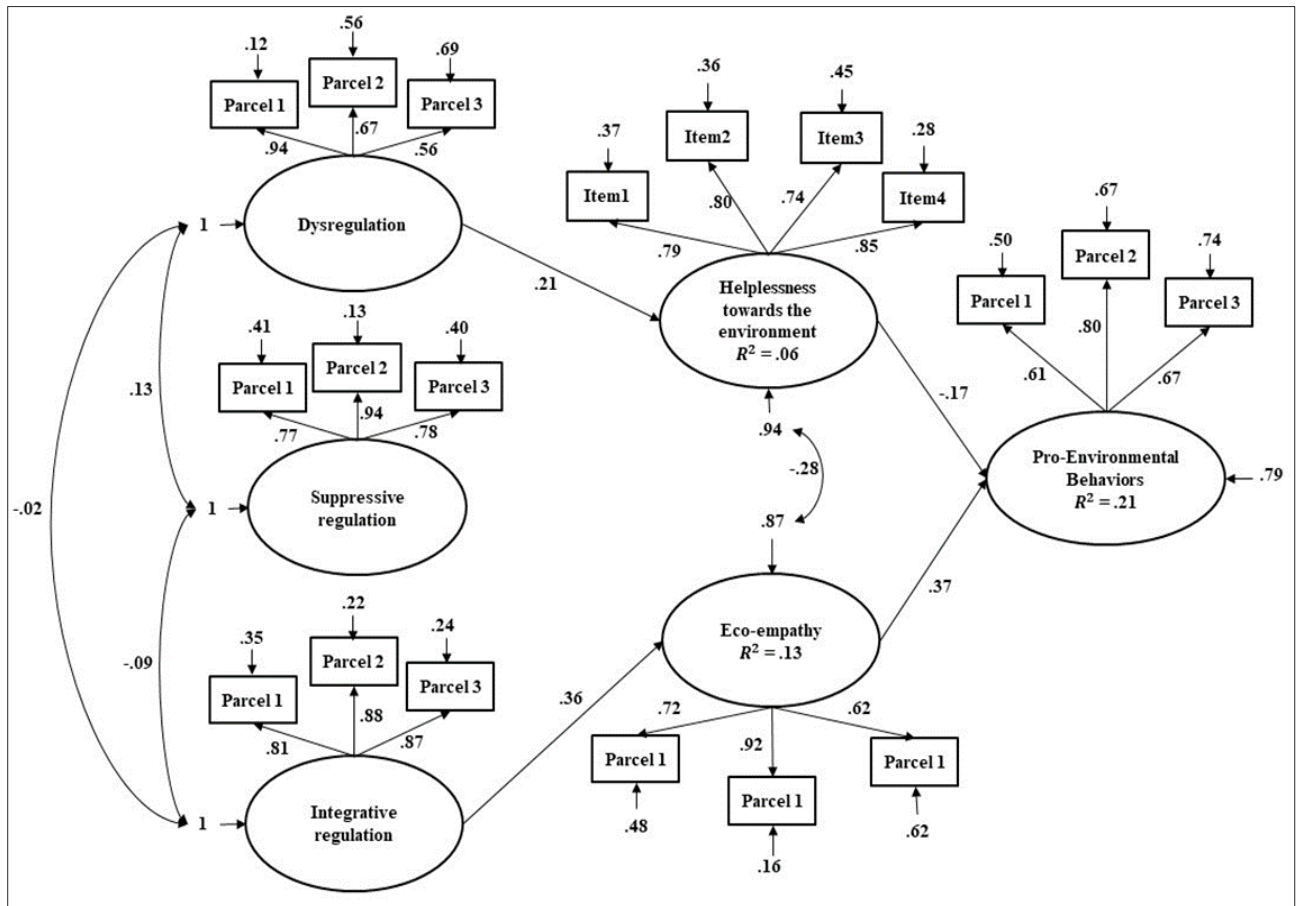 .12
.56
.69
Parcel 1
Parcel 2
Parcel 3
.94
.67
.56
Dysregulation
1
.21
.37
.36
.45
.28
Item1
Item2
Item3
Item4
.79
.80
.74
.85
Helplessness
towards the
environment
R² = .06
.94
-.28
.87
-.17
.50
.67
.74
Parcel 1
Parcel 2
Parcel 3
.61
.80
.67
Pro-Environmental
Behaviors
R² = .21
.79
.13
-.02
-.09
.41
.13
.40
Parcel 1
Parcel 2
Parcel 3
.77
.94
.78
1
Suppressive
regulation
.35
.22
.24
Parcel 1
Parcel 2
Parcel 3
.81
.88
.87
1
Integrative
regulation
.36
Eco-empathy
R² = .13
.37
.72
.92
.62
Parcel 1
Parcel 1
Parcel 1
.48
.16
.62